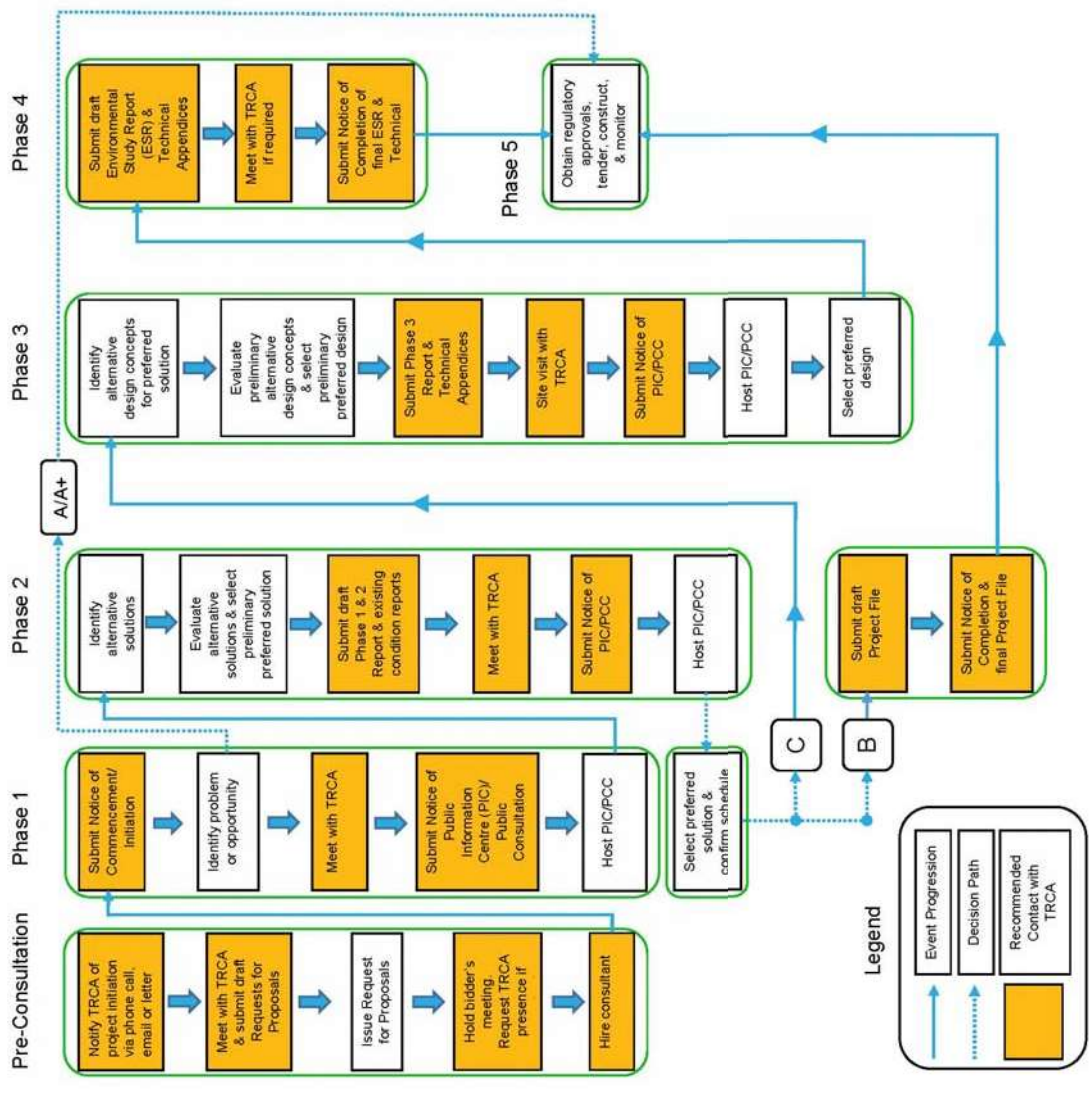 Pre-Consultation
Notify TRCA of
project initiation
via phone call,
email or letter
Meet with TRCA
& submit draft
Requests for
Proposals
Issue Request
for Proposals
Hold bidder's
meeting.
Request TRCA
presence if
Hire consultant
Phase 1
Submit Notice of
Commencement/
Initiation
Identify problem
or opportunity
Meet with TRCA
Submit Notice of
Public
Information
Centre (PIC)/
Public
Consultation
Host PIC/PCC
Select preferred
solution &
confirm schedule
Phase 2
Identify
alternative
solutions
Evaluate
alternative
solutions & select
preliminary
preferred solution
Submit draft
Phase 1 & 2
Report & existing
condition reports
Meet with TRCA
Submit Notice of
PIC/PCC
Host PIC/PCC
A/A+
C
B
Submit draft
Project File
Submit Notice of
Completion &
final Project File
Phase 3
Identify
alternative
design concepts
for preferred
solution
Evaluate
preliminary
alternative
design concepts
& select
preliminary
preferred design
Submit Phase 3
Report &
Technical
Appendices
Site visit with
TRCA
Submit Notice of
PIC/PCC
Host PIC/PCC
Select preferred
design
Phase 4
Submit draft
Environmental
Study Report
(ESR) &
Technical
Appendices
Meet with TRCA
if required
Submit Notice of
Completion of
final ESR &
Technical
Phase 5
Obtain regulatory
approvals,
tender, construct,
& monitor
Legend
Event Progression
Decision Path
Recommended
Contact with
TRCA